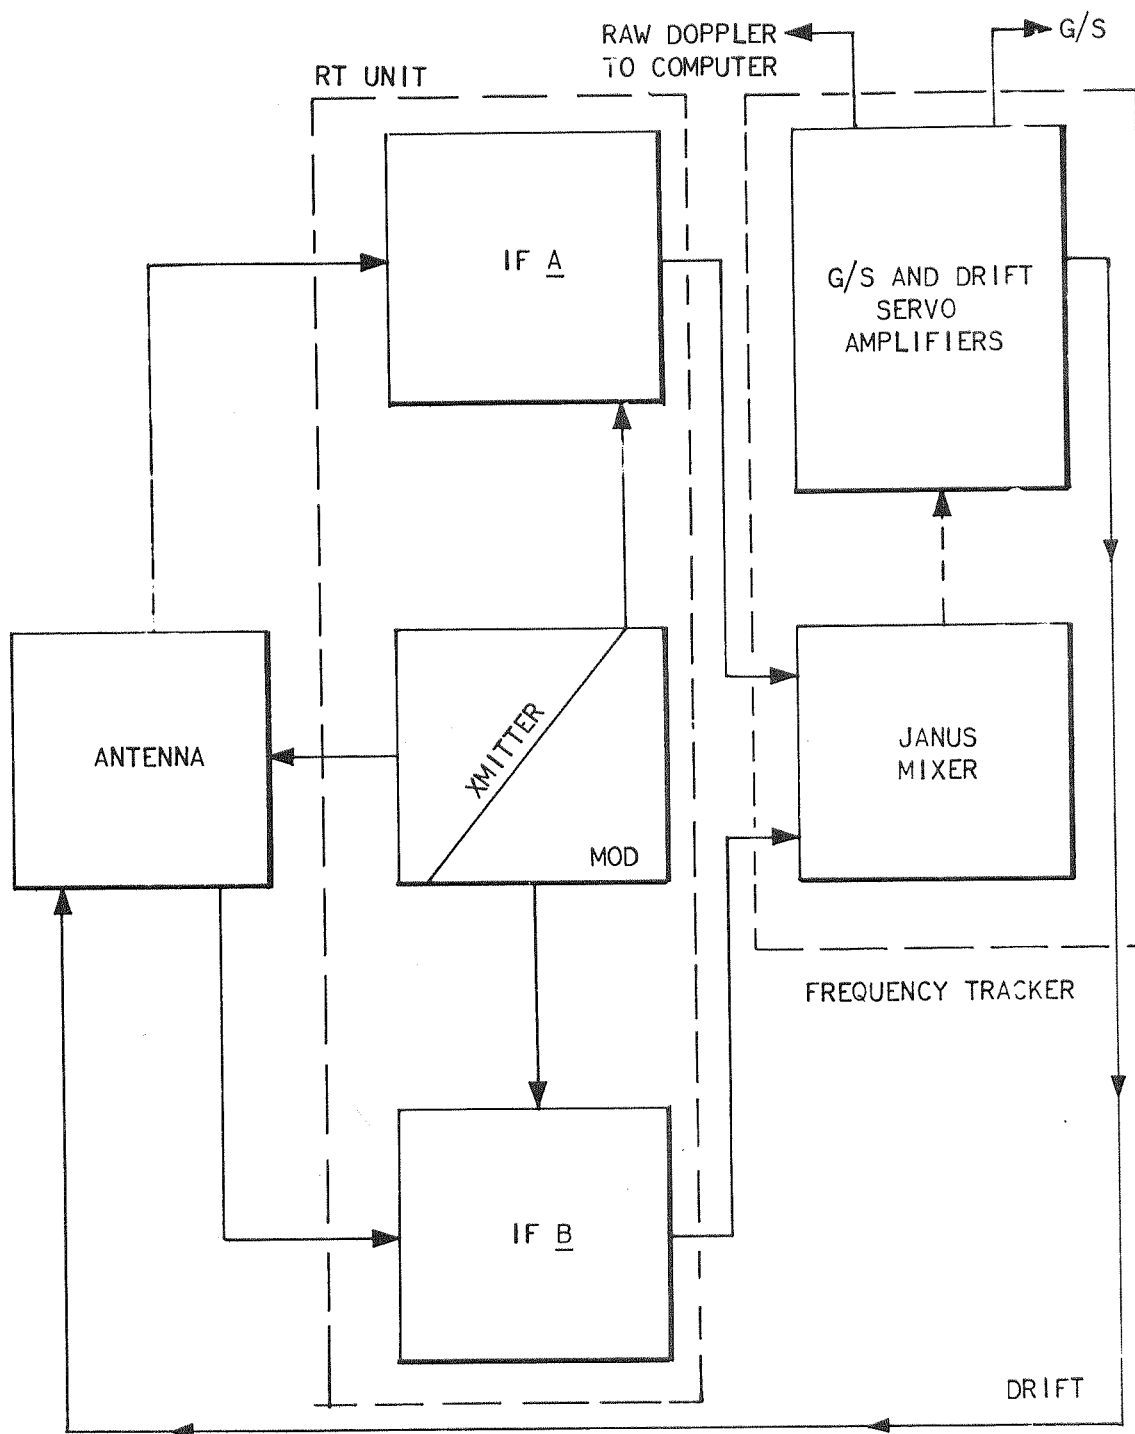 RAW DOPPLER
TO COMPUTER
G/S
RT UNIT
IF A
G/S AND DRIFT
SERVO
AMPLIFIERS
ANTENNA
XMITTER
MOD
JANUS
MIXER
FREQUENCY TRACKER
IF B
DRIFT